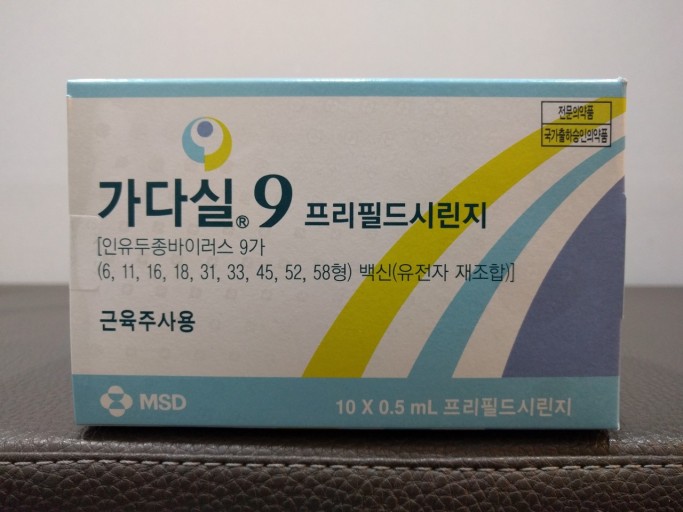 전문의약품
국가출하승인의약품
가다실® 9 프리필드시린지
[인유두종바이러스 9가
(6, 11, 16, 18, 31, 33, 45, 52, 58형) 백신(유전자 재조합)]
근육주사용
MSD
10 X 0.5 mL 프리필드시린지